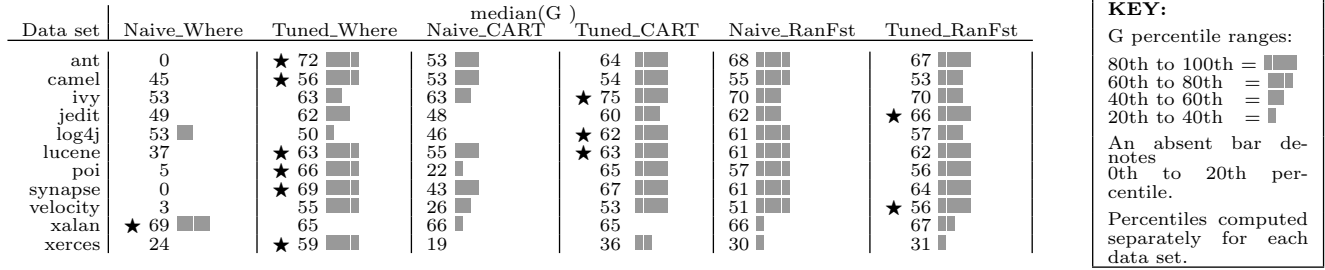 median(G )
Data set Naive_Where Tuned_Where Naive_CART Tuned_CART Naive_RanFst Tuned_RanFst
ant 0 ★ 72 53 64 68 67
camel 45 ★ 56 53 54 55 53
ivy 53 63 63 ★ 75 70 70
jedit 49 62 48 60 62 ★ 66
log4j 53 50 46 ★ 62 61 57
lucene 37 ★ 63 55 ★ 63 61 62
poi 5 ★ 66 22 65 57 56
synapse 0 ★ 69 43 67 61 64
velocity 3 55 26 53 51 ★ 56
xalan ★ 69 65 66 65 66 67
xerces 24 ★ 59 19 36 30 31
KEY:
G percentile ranges:
80th to 100th =
60th to 80th =
40th to 60th =
20th to 40th =
An absent bar de-
notes
0th to 20th per-
centile.
Percentiles computed
separately for each
data set.